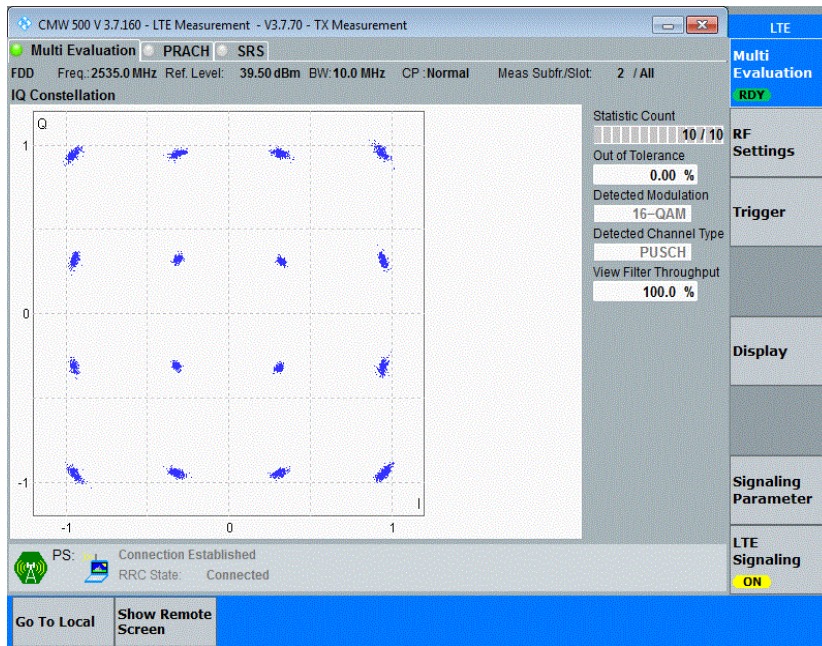 CMW 500 V 3.7.160 - LTE Measurement - V3.7.70 - TX Measurement
LTE
Multi Evaluation PRACH SRS
FDD Freq.: 2535.0 MHz Ref. Level: 39.50 dBm BW: 10.0 MHz CP : Normal Meas Subfr./Slot: 2 / All
IQ Constellation
Q
1
0
-1
I
-1 0 1
Statistic Count
10 / 10
Out of Tolerance
0.00 %
Detected Modulation
16-QAM
Detected Channel Type
PUSCH
View Filter Throughput
100.0 %
Multi
Evaluation
RDY
RF
Settings
Trigger
Display
Signaling
Parameter
LTE
Signaling
ON
PS: Connection Established
RRC State: Connected
Go To Local
Show Remote
Screen